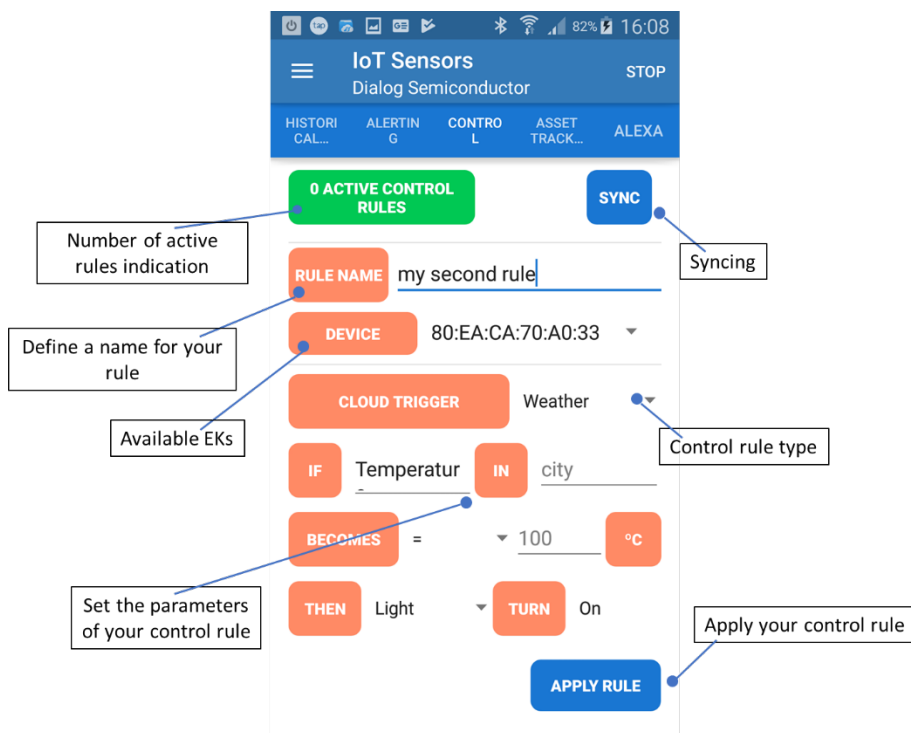 tap GE 82% 16:08
IoT Sensors
Dialog Semiconductor
STOP
HISTORI
CAL...
ALERTIN
G
CONTRO
L
ASSET
TRACK...
ALEXA
0 ACTIVE CONTROL
RULES
SYNC
Number of active
rules indication
Syncing
RULE NAME my second rule
Define a name for your
rule
DEVICE 80:EA:CA:70:A0:33
Available EKs
CLOUD TRIGGER Weather
Control rule type
IF Temperatur IN city
BECOMES = 100 °C
Set the parameters
of your control rule
THEN Light TURN On
Apply your control rule
APPLY RULE